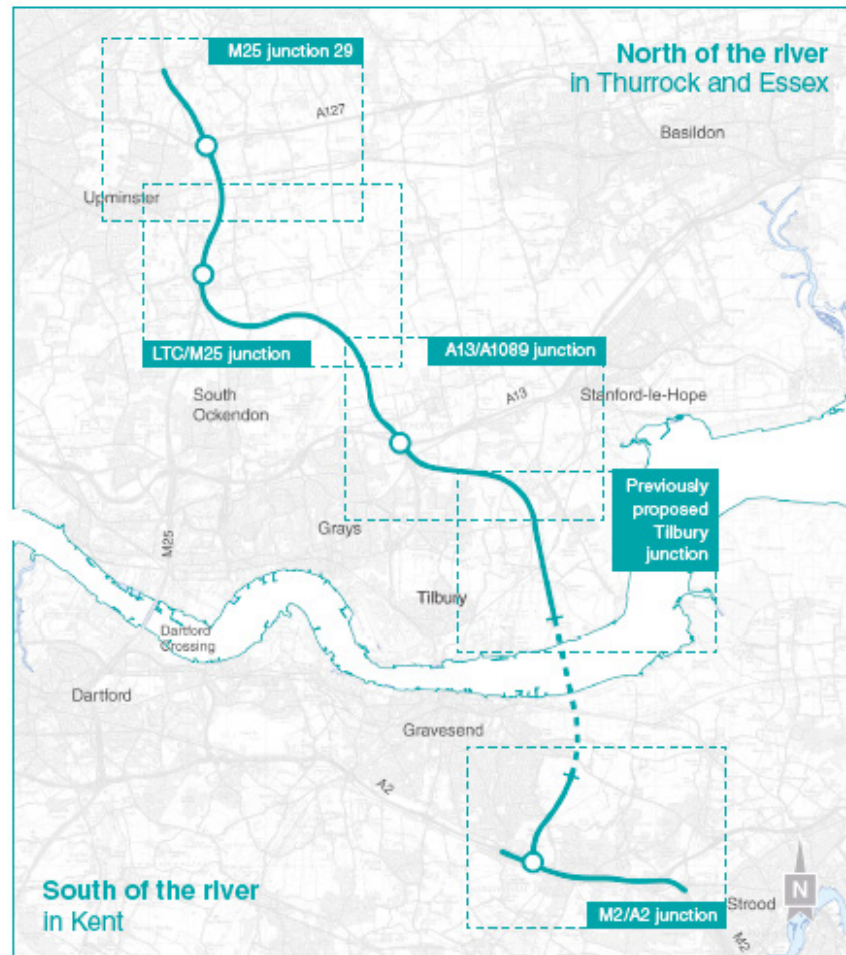 M25 junction 29
North of the river
in Thurrock and Essex
A127
Basildon
Upminster
LTC/M25 junction
A13/A1089 junction
South
Ockendon
A13
Stanford-le-Hope
Previously
proposed
Tilbury
junction
M25
Grays
Tilbury
Dartford
Crossing
Dartford
Gravesend
A2
South of the river
in Kent
M2/A2 junction
N
Strood
M2